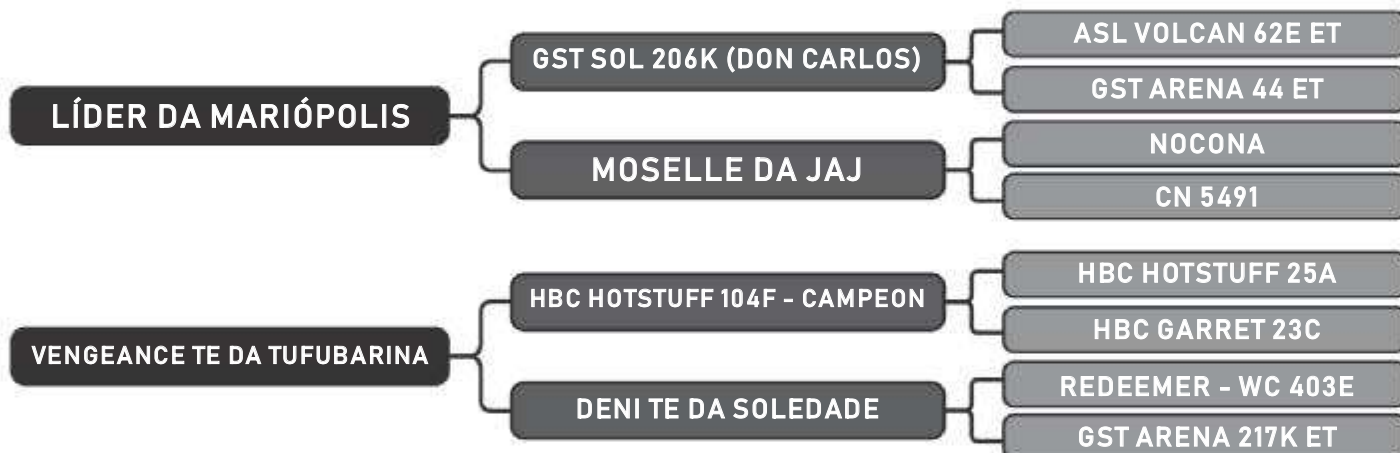 LÍDER DA MARIÓPOLIS
GST SOL 206K (DON CARLOS)
ASL VOLCAN 62E ET
GST ARENA 44 ET
MOSELLE DA JAJ
NOCONA
CN 5491
VENGEANCE TE DA TUFUBARINA
HBC HOTSTUFF 104F - CAMPEON
HBC HOTSTUFF 25A
HBC GARRET 23C
DENI TE DA SOLEDADE
REDEEMER - WC 403E
GST ARENA 217K ET